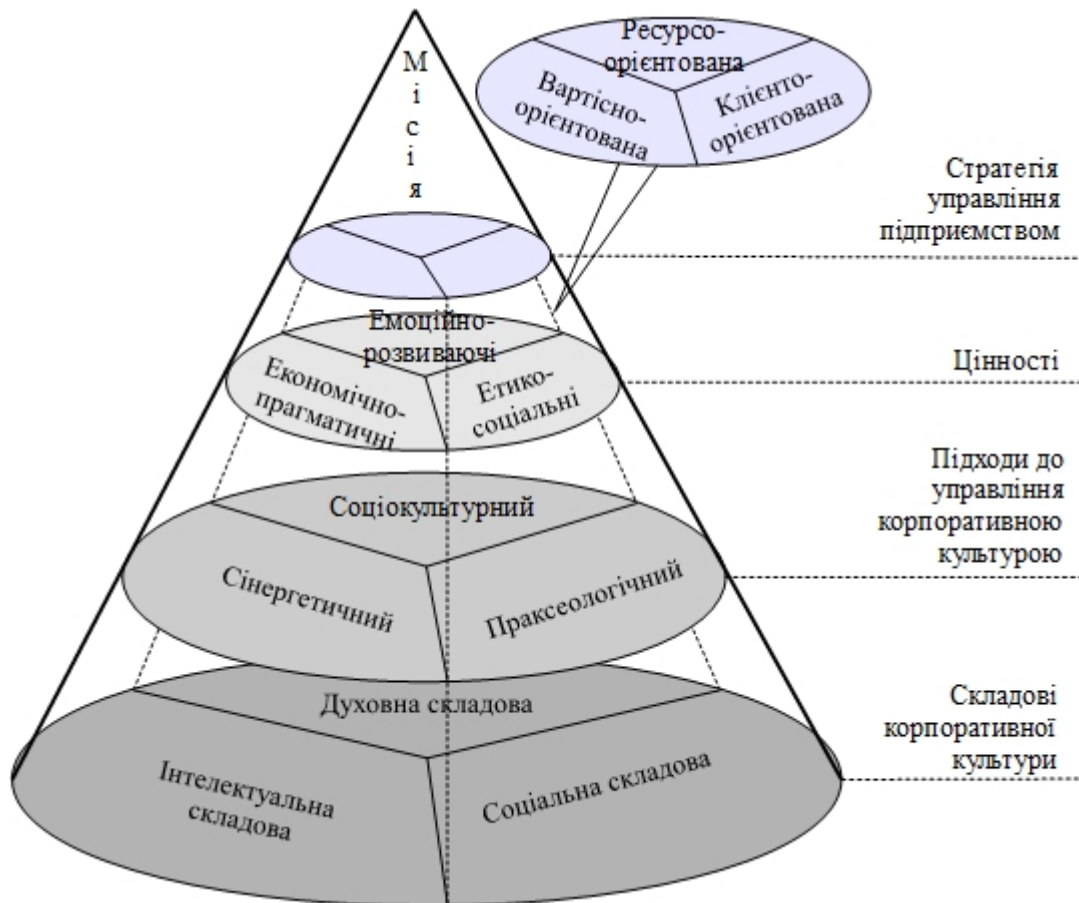 Місія
Ресурсо-
орієнтована
Вартісно-
орієнтована
Клієнто-
орієнтована
Стратегія
управління
підприємством
Емоційно-
розвиваючі
Економічно-
прагматичні
Етико-
соціальні
Цінності
Соціокультурний
Сінергетичний
Праксеологічний
Підходи до
управління
корпоративною
культурою
Духовна складова
Інтелектуальна
складова
Соціальна складова
Складові
корпоративної
культури